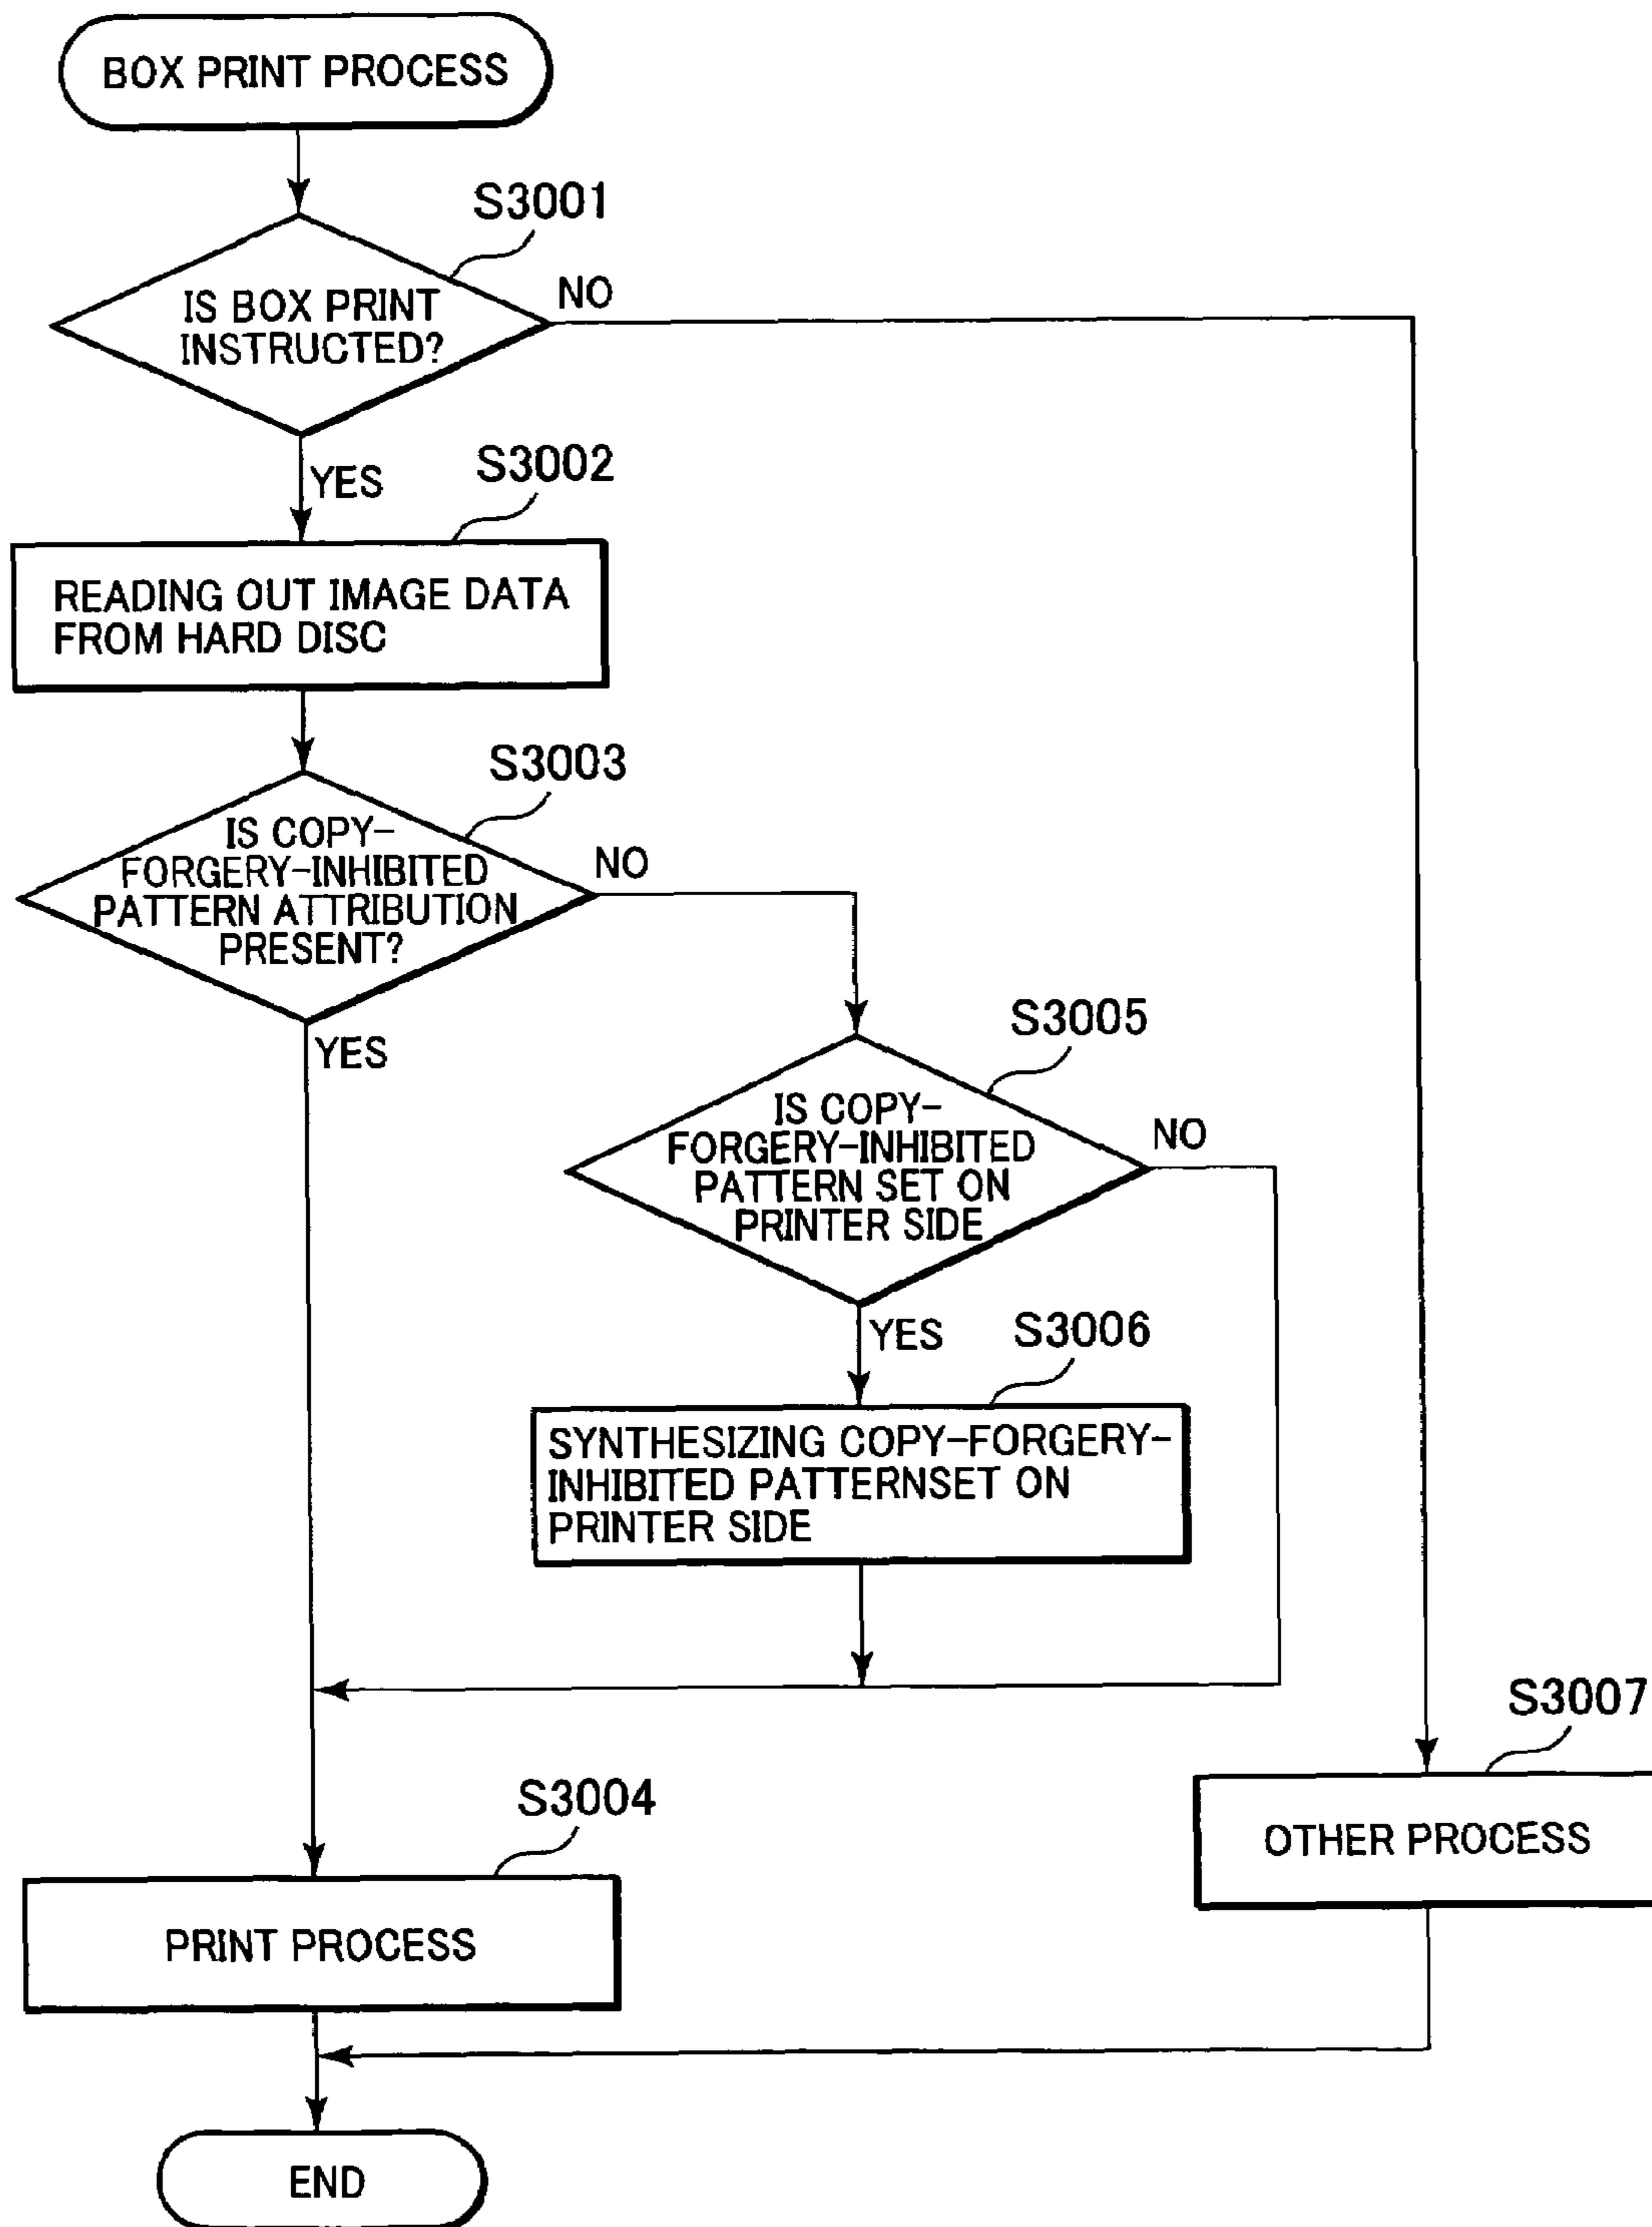 BOX PRINT PROCESS
S3001
IS BOX PRINT
INSTRUCTED?
NO
YES
S3002
READING OUT IMAGE DATA
FROM HARD DISC
S3003
IS COPY-
FORGERY-INHIBITED
PATTERN ATTRIBUTION
PRESENT?
NO
YES
S3005
IS COPY-
FORGERY-INHIBITED
PATTERN SET ON
PRINTER SIDE
NO
YES
S3006
SYNTHESIZING COPY-FORGERY-
INHIBITED PATTERNSET ON
PRINTER SIDE
S3007
OTHER PROCESS
S3004
PRINT PROCESS
END